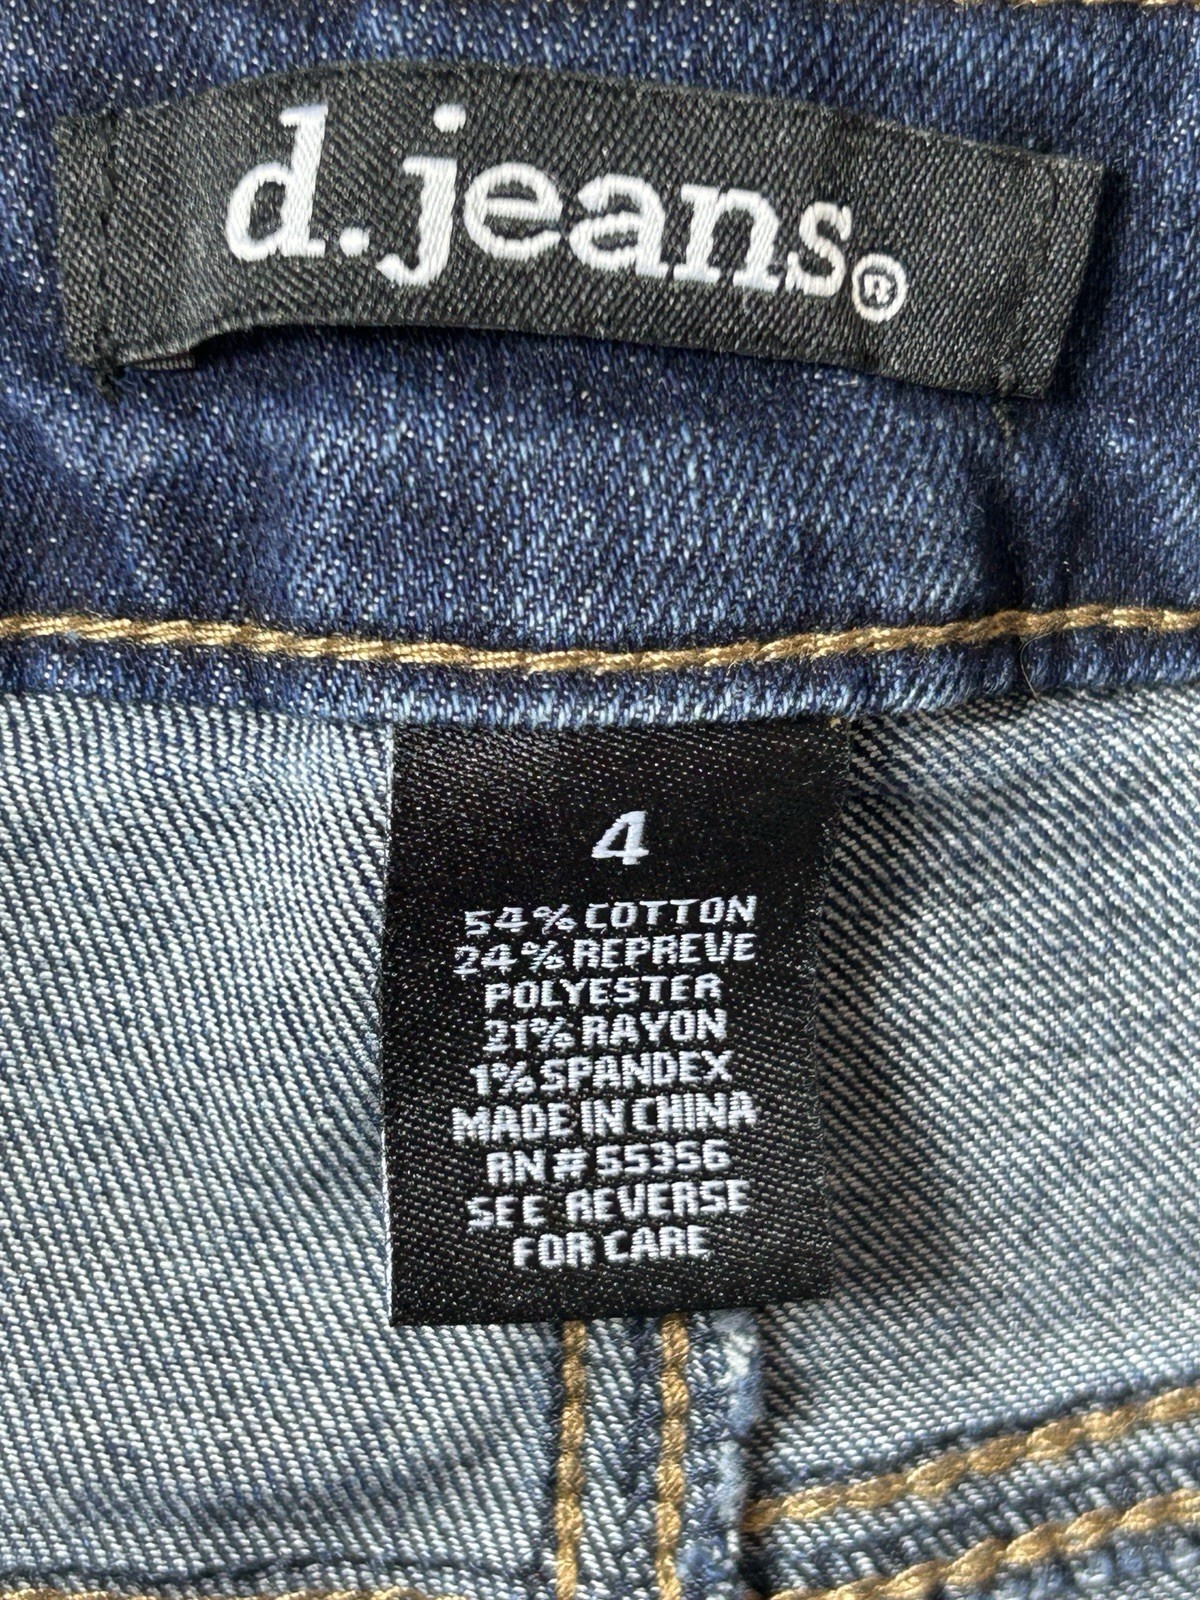 d.jeans®
4
54% COTTON
24% REPREVE
POLYESTER
21% RAYON
1% SPANDEX
MADE IN CHINA
RN# 55356
SEE REVERSE
FOR CARE